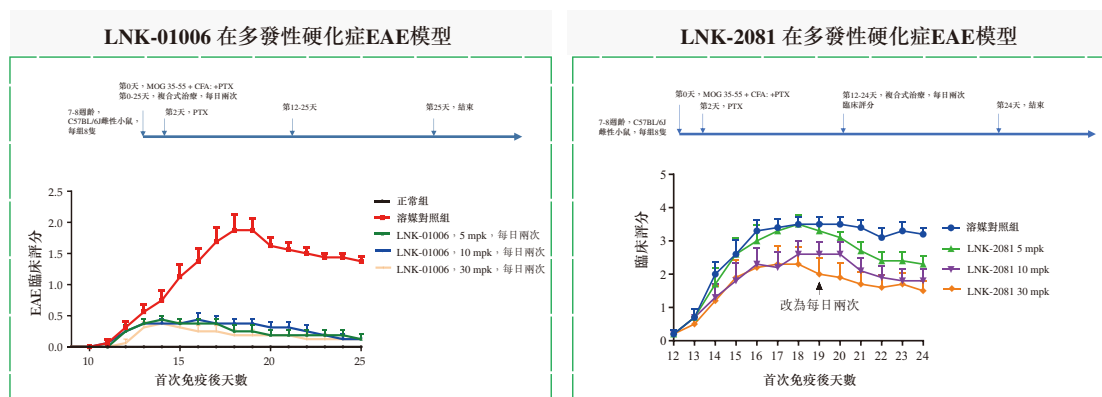 LNK-01006 在多發性硬化症EAE模型
第0天，MOG 35-55 + CFA: +PTX
第0-25天，複合式治療，每日兩次
7-8週齡，
C57BL/6J雌性小鼠，
每組8隻
第2天，PTX
第12-25天
第25天，結束
EAE 臨床評分
2.5
2.0
1.5
1.0
0.5
0.0
10
15
20
25
首次免疫後天數
正常組
溶媒對照組
LNK-01006，5 mpk，每日兩次
LNK-01006，10 mpk，每日兩次
LNK-01006，30 mpk，每日兩次
LNK-2081 在多發性硬化症EAE模型
第0天，MOG 35-55 + CFA: +PTX
7-8週齡，C57BL/6J
雌性小鼠，每組8隻
第2天，PTX
第12-24天，複合式治療，每日兩次
臨床評分
第24天，結束
臨床評分
5
4
3
2
1
0
12 13 14 15 16 17 18 19 20 21 22 23 24
改為每日兩次
首次免疫後天數
溶媒對照組
LNK-2081 5 mpk
LNK-2081 10 mpk
LNK-2081 30 mpk